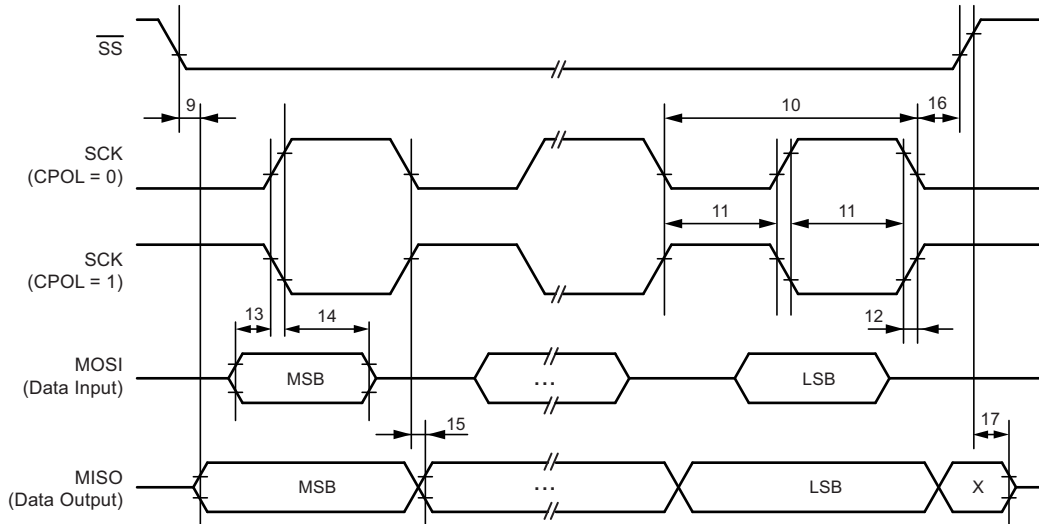 SS
9
10
16
SCK
(CPOL = 0)
11
11
SCK
(CPOL = 1)
13
14
12
MOSI
(Data Input)
MSB
...
LSB
15
17
MISO
(Data Output)
MSB
...
LSB
X